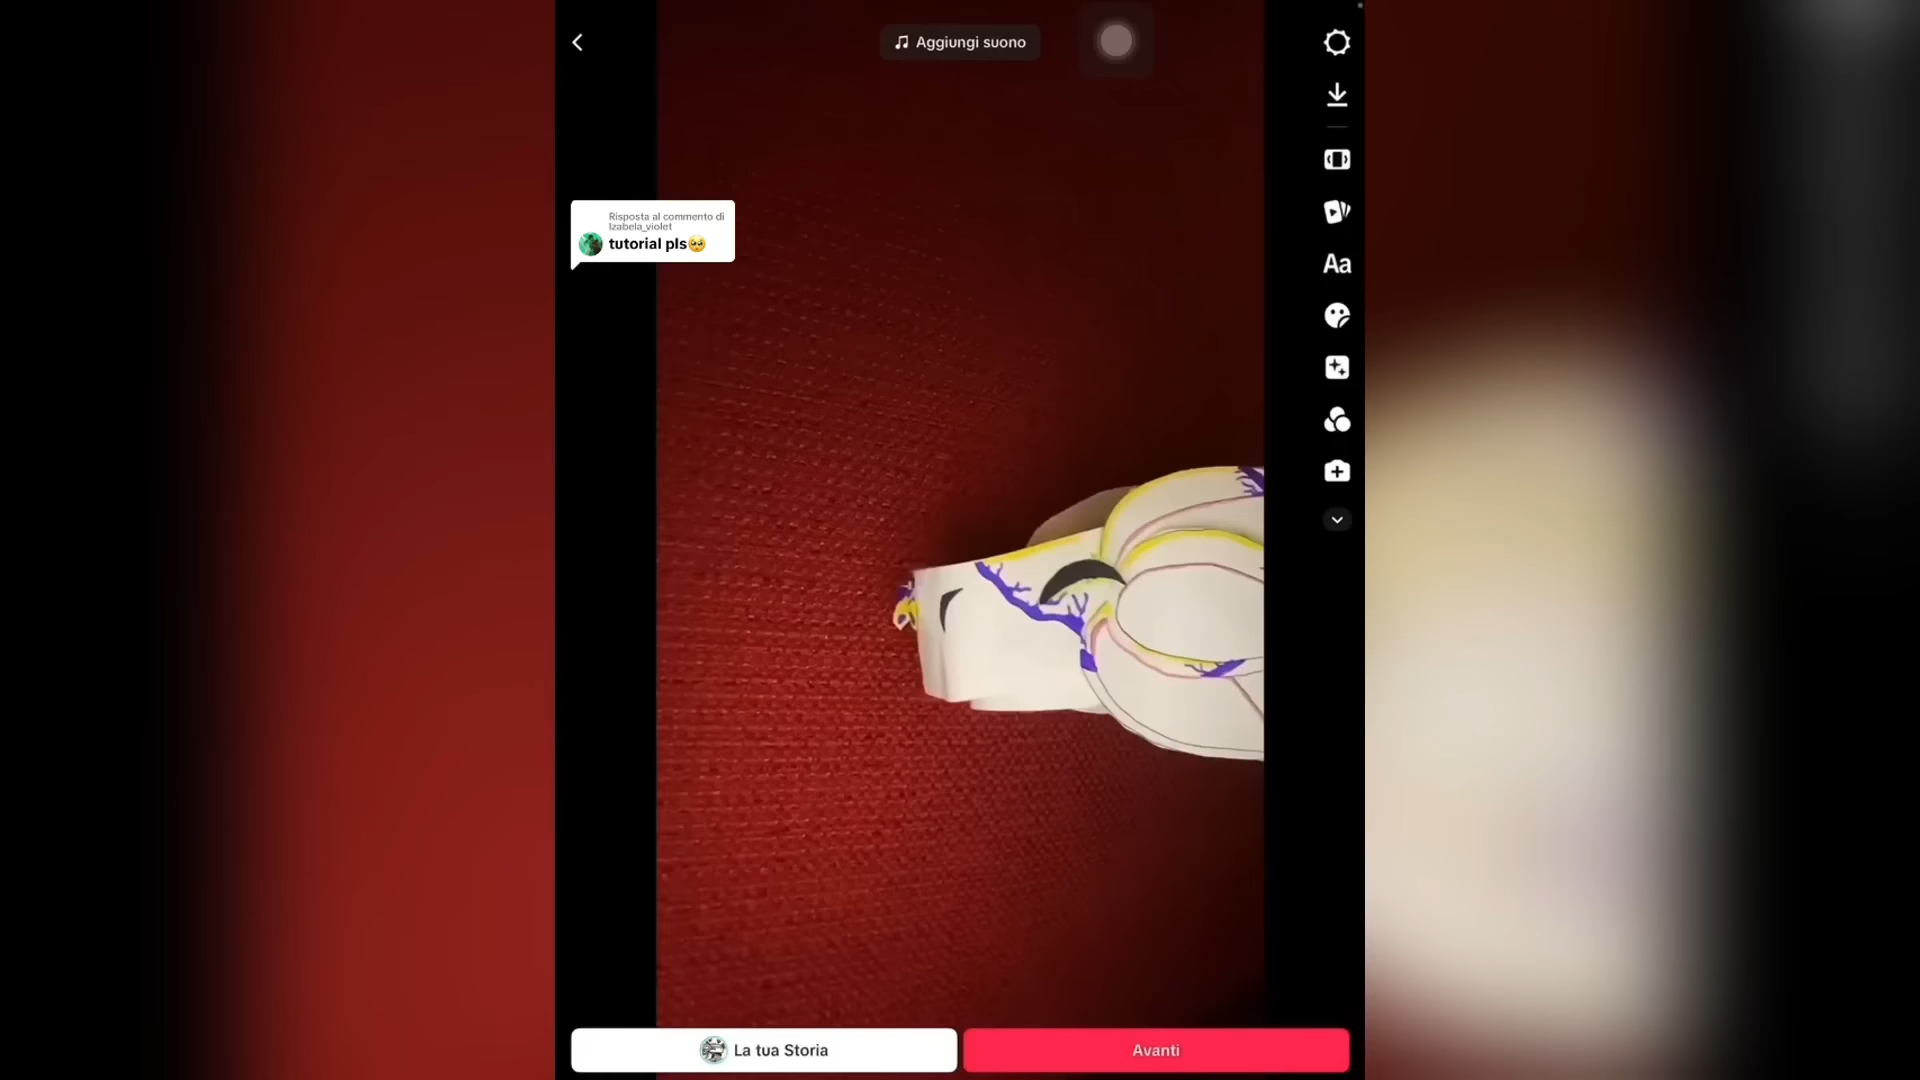 Aggiungi suono
Risposta al commento di
Izabela_violet
tutorial pls🥺
Aa
La tua Storia
Avanti